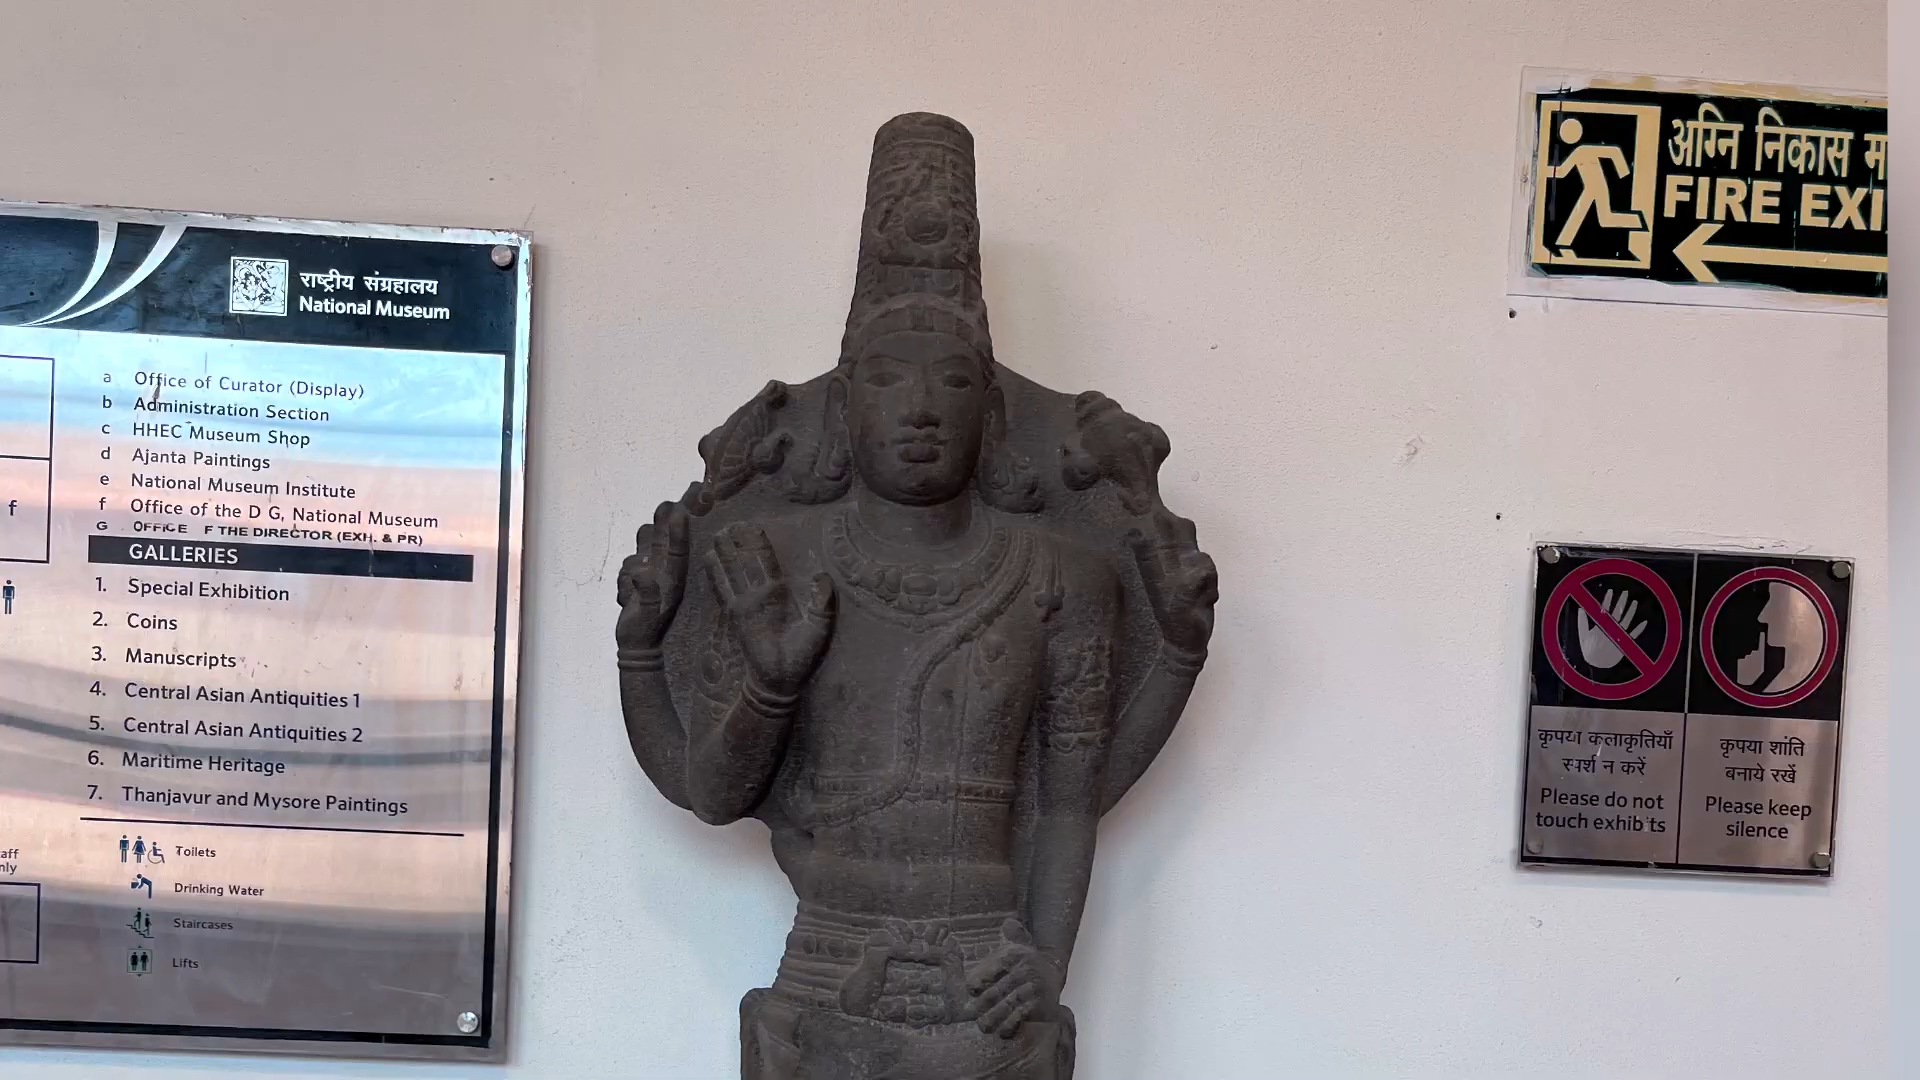 राष्ट्रीय संग्रहालय
National Museum
a Office of Curator (Display)
b Administration Section
c HHEC Museum Shop
d Ajanta Paintings
e National Museum Institute
f Office of the D G, National Museum
G OFFICE F THE DIRECTOR (EXH. & PR)
GALLERIES
1. Special Exhibition
2. Coins
3. Manuscripts
4. Central Asian Antiquities 1
5. Central Asian Antiquities 2
6. Maritime Heritage
7. Thanjavur and Mysore Paintings
Toilets
Drinking Water
Staircases
Lifts
f
अग्नि निकास
FIRE EXI
कृपया कलाकृतियाँ
स्पर्श न करें
Please do not
touch exhibits
कृपया शांति
बनाये रखें
Please keep
silence